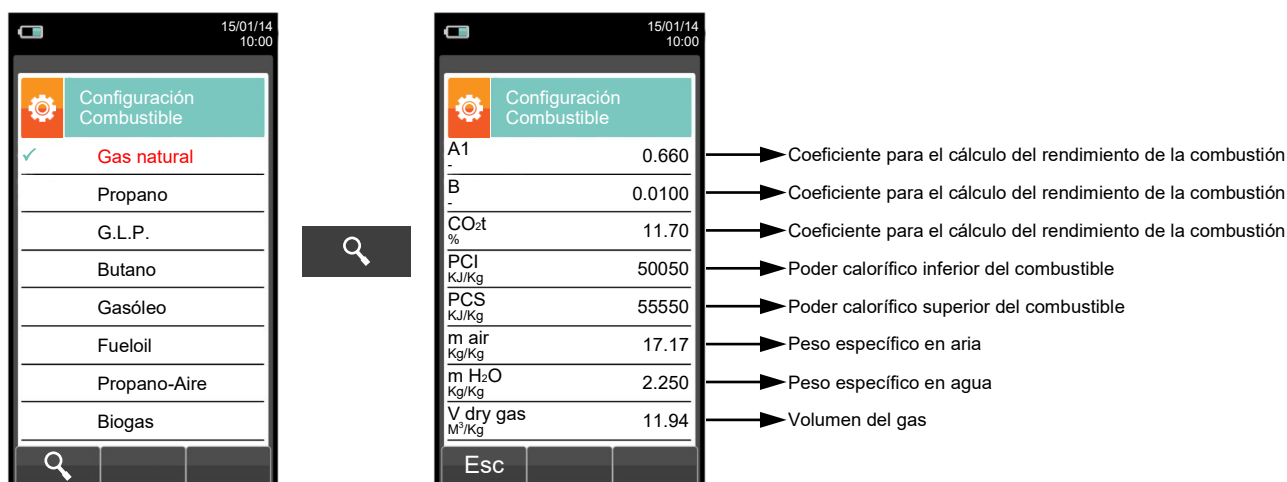 15/01/14
10:00
Configuración
Combustible
✓ Gas natural
Propano
G.L.P.
Butano
Gasóleo
Fueloil
Propano-Aire
Biogas
15/01/14
10:00
Configuración
Combustible
A1
-
0.660
Coeficiente para el cálculo del rendimiento de la combustión
B
-
0.0100
Coeficiente para el cálculo del rendimiento de la combustión
CO₂t
%
11.70
Coeficiente para el cálculo del rendimiento de la combustión
PCI
KJ/Kg
50050
Poder calorífico inferior del combustible
PCS
KJ/Kg
55550
Poder calorífico superior del combustible
m air
Kg/Kg
17.17
Peso específico en aria
m H₂O
Kg/Kg
2.250
Peso específico en agua
V dry gas
M³/Kg
11.94
Volumen del gas
Esc